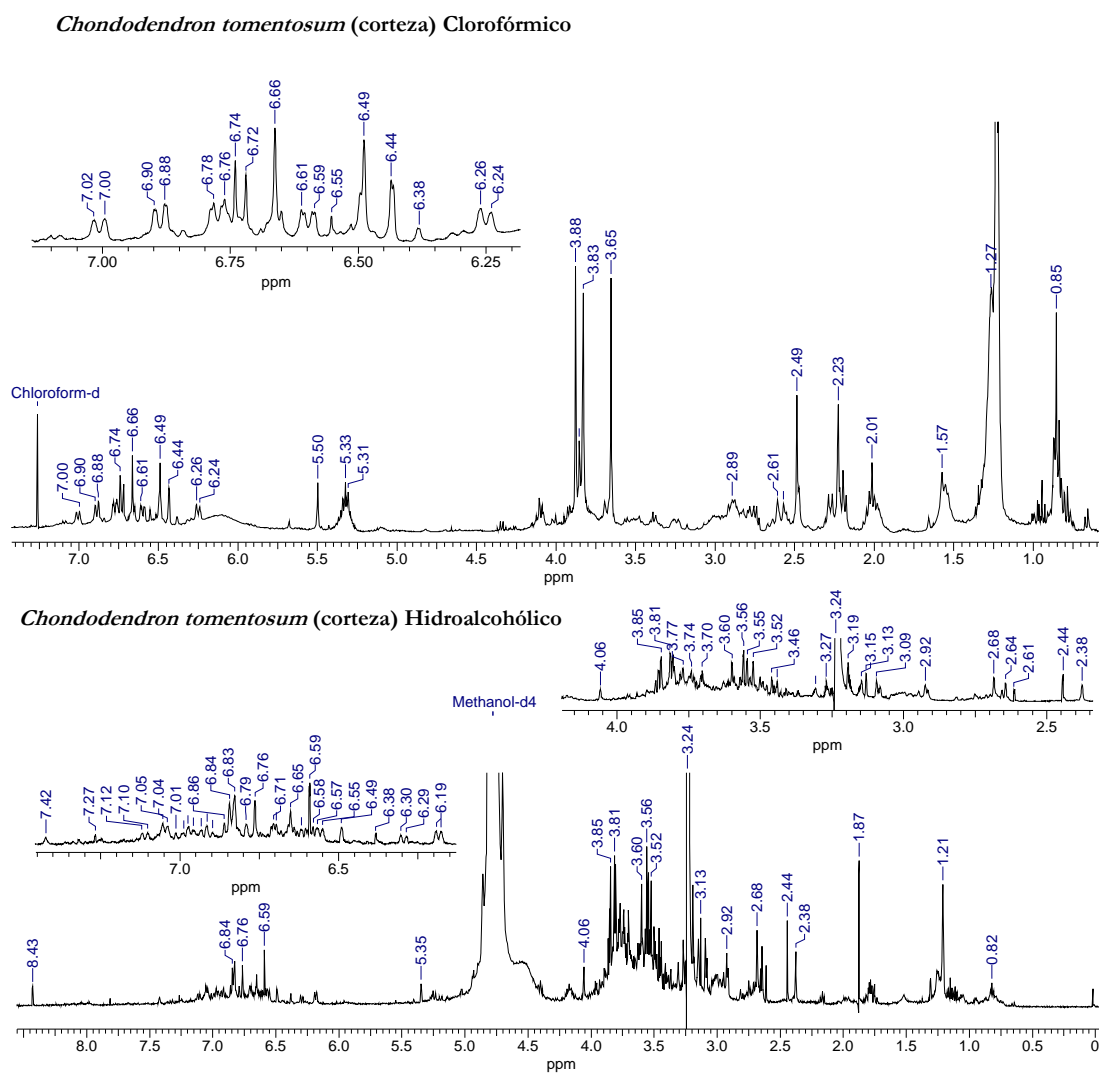 Chondodendron tomentosum (corteza) Clorofórmico
7.02 7.00 6.90 6.88 6.78 6.76 6.74 6.72 6.66 6.61 6.59 6.55 6.49 6.44 6.38 6.26 6.24
7.00 6.75 6.50 6.25
ppm
Chloroform-d
7.00 6.90 6.88 6.74 6.66 6.61 6.49 6.44 6.26 6.24 5.50 5.33 5.31 3.88 3.83 3.65 2.89 2.61 2.49 2.23 2.01 1.57 1.27 0.85
7.0 6.5 6.0 5.5 5.0 4.5 4.0 3.5 3.0 2.5 2.0 1.5 1.0
ppm
Chondodendron tomentosum (corteza) Hidroalcohólico
4.06 3.85 3.81 3.77 3.74 3.70 3.60 3.56 3.55 3.52 3.46 3.27 3.24 3.19 3.15 3.13 3.09 2.92 2.68 2.64 2.61 2.44 2.38
4.0 3.5 3.0 2.5
ppm
Methanol-d4
7.42 7.27 7.12 7.10 7.05 7.04 7.01 6.86 6.84 6.83 6.79 6.76 6.71 6.65 6.59 6.58 6.57 6.55 6.49 6.38 6.30 6.29 6.19
7.0 6.5
ppm
8.43 6.84 6.76 6.59 5.35 4.06 3.85 3.81 3.60 3.56 3.52 3.24 3.13 2.92 2.68 2.44 2.38 1.87 1.21 0.82
8.0 7.5 7.0 6.5 6.0 5.5 5.0 4.5 4.0 3.5 3.0 2.5 2.0 1.5 1.0 0.5 0
ppm